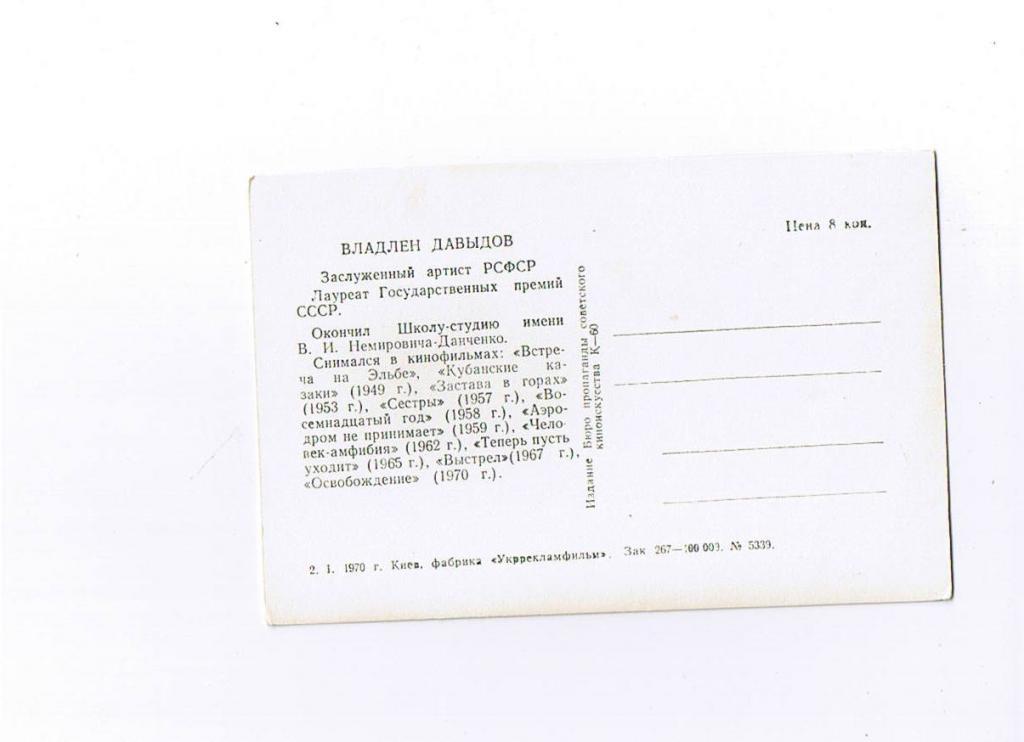 ВЛАДЛЕН ДАВЫДОВ
Заслуженный артист РСФСР
Лауреат Государственных премий
СССР.
Окончил Школу-студию имени
В. И. Немировича-Данченко.
Снимался в кинофильмах: «Встре-
ча на Эльбе», «Кубанские ка-
заки» (1949 г.), «Застава в горах»
(1953 г.), «Сестры» (1957 г.), «Во-
семнадцатый год» (1958 г.), «Аэро-
дром не принимает» (1959 г.), «Чело-
век-амфибия» (1962 г.), «Теперь пусть
уходит» (1965 г.), «Выстрел»(1967 г.),
«Освобождение» (1970 г.).
2. 1. 1970 г. Киев, фабрика «Укррекламфильм». Зак 267—100 000. № 5339.
Издание Бюро пропаганды советского
киноискусства К—60
Цена 8 коп.